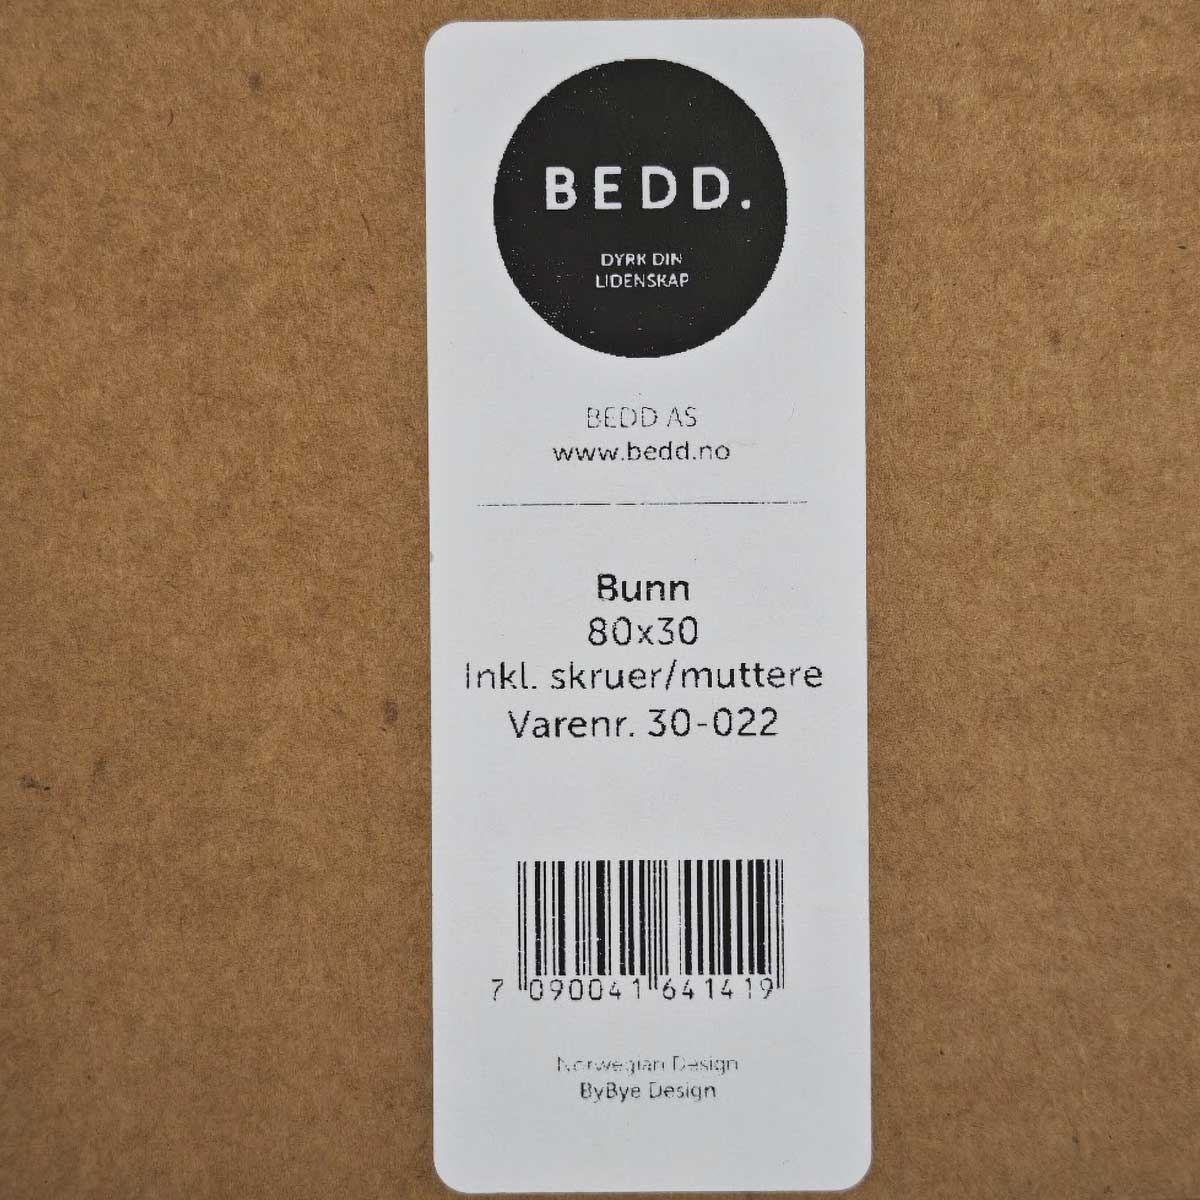 BEDD.
DYRK DIN
LIDENSKAP
BEDD AS
www.bedd.no
Bunn
80x30
Inkl. skruer/muttere
Varenr. 30-022
7 090041 641419
Norwegian Design
ByBye Design